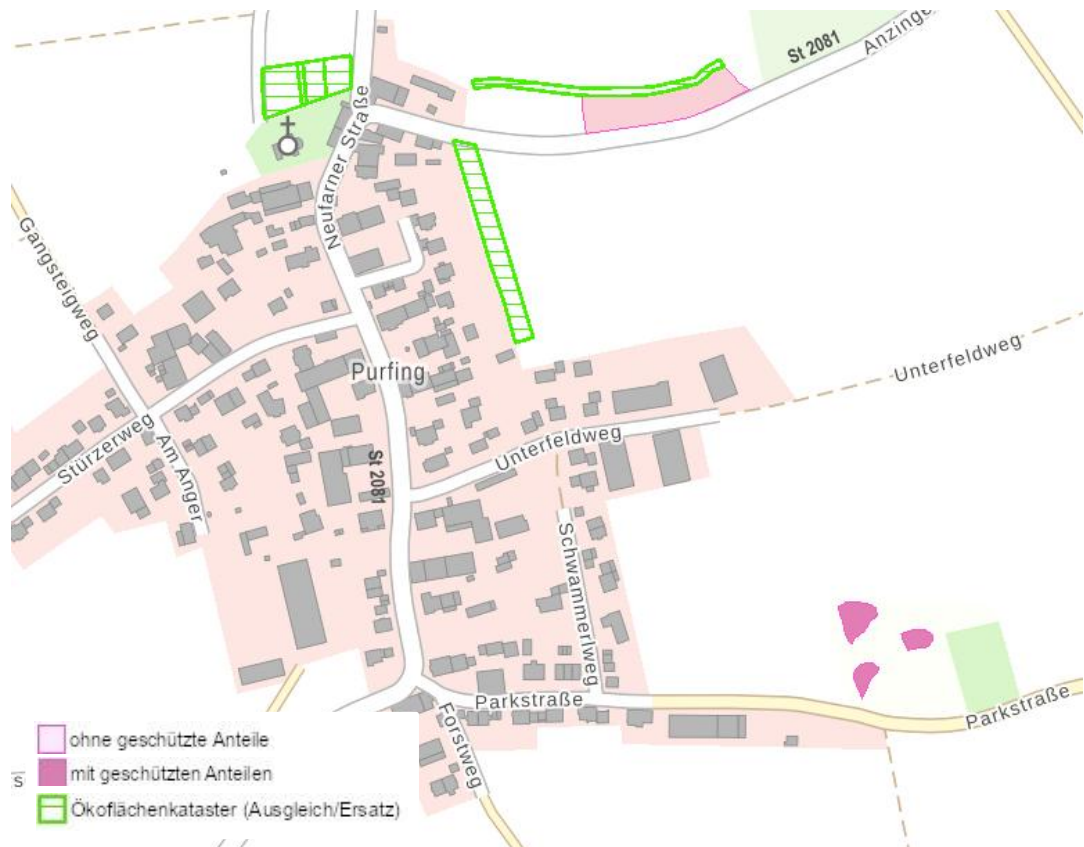 St 2081
Anzinge
Neufarner Straße
Gangsteigweg
Purfing
Unterfeldweg
Stürzerweg
Am Anger
St 2081
Unterfeldweg
Schwammerlweg
Parkstraße
Parkstraße
Forstweg
ohne geschützte Anteile
mit geschützten Anteilen
s
Ökoflächenkataster (Ausgleich/Ersatz)